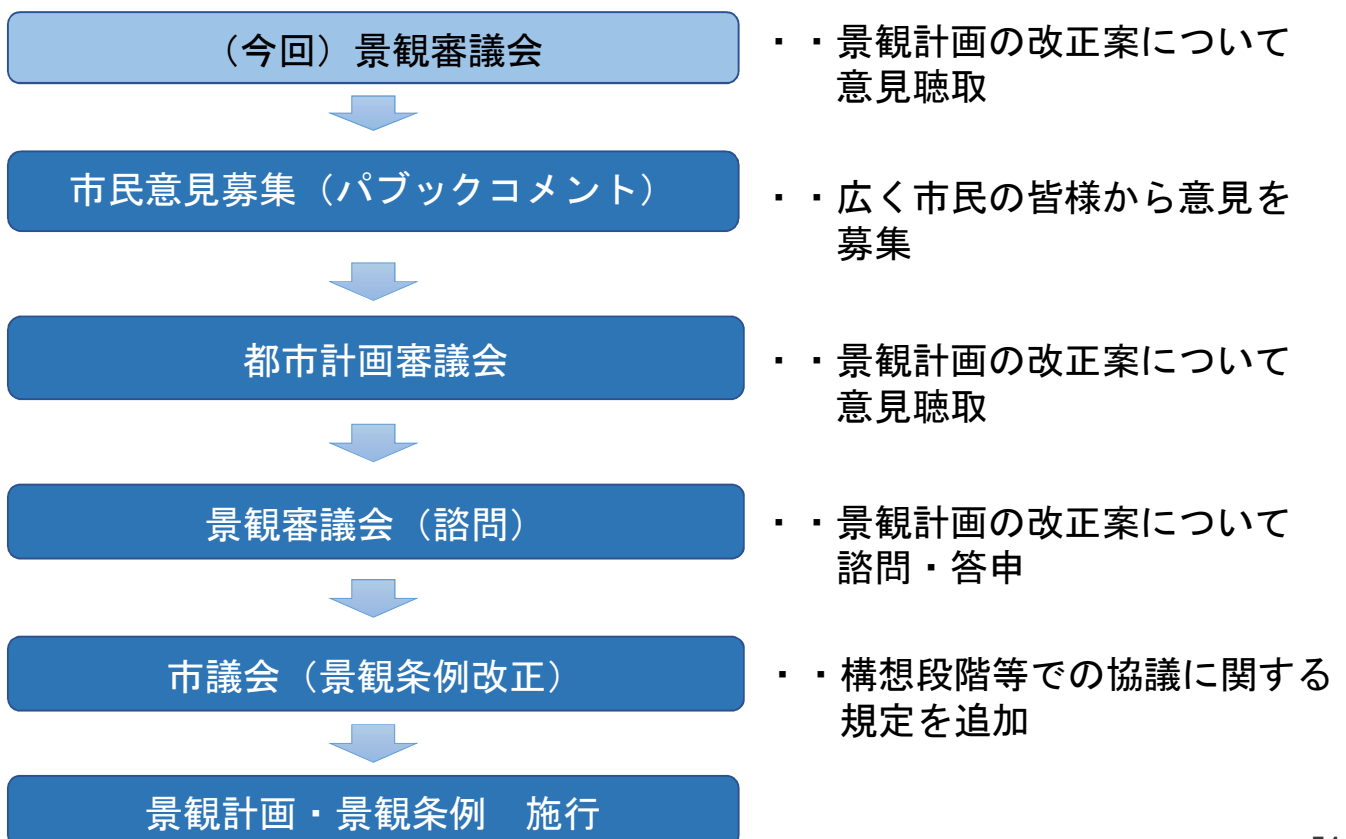 (今回)景観審議会
・・景観計画の改正案について
意見聴取
市民意見募集(パブックコメント)
・・広く市民の皆様から意見を
募集
都市計画審議会
・・景観計画の改正案について
意見聴取
景観審議会(諮問)
・・景観計画の改正案について
諮問・答申
市議会(景観条例改正)
・・構想段階等での協議に関する
規定を追加
景観計画・景観条例　施行